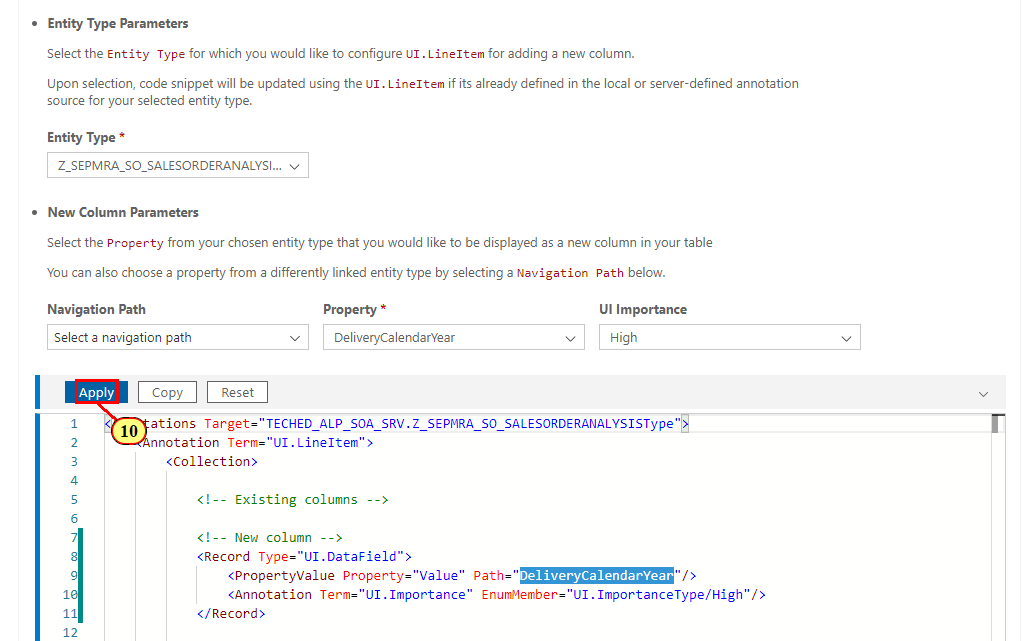 • Entity Type Parameters
Select the Entity Type for which you would like to configure UI.LineItem for adding a new column.
Upon selection, code snippet will be updated using the UI.LineItem if its already defined in the local or server-defined annotation
source for your selected entity type.
Entity Type *
Z_SEPMRA_SO_SALESORDERANALYSI...
• New Column Parameters
Select the Property from your chosen entity type that you would like to be displayed as a new column in your table
You can also choose a property from a differently linked entity type by selecting a Navigation Path below.
Navigation Path Property * UI Importance
Select a navigation path DeliveryCalendarYear High
Apply Copy Reset
10
1 <tations Target="TECHED_ALP_SOA_SRV.Z_SEPMRA_SO_SALESORDERANALYSISType">
2 <Annotation Term="UI.LineItem">
3 <Collection>
4
5 <!-- Existing columns -->
6
7 <!-- New column -->
8 <Record Type="UI.DataField">
9 <PropertyValue Property="Value" Path="DeliveryCalendarYear"/>
10 <Annotation Term="UI.Importance" EnumMember="UI.ImportanceType/High"/>
11 </Record>
12